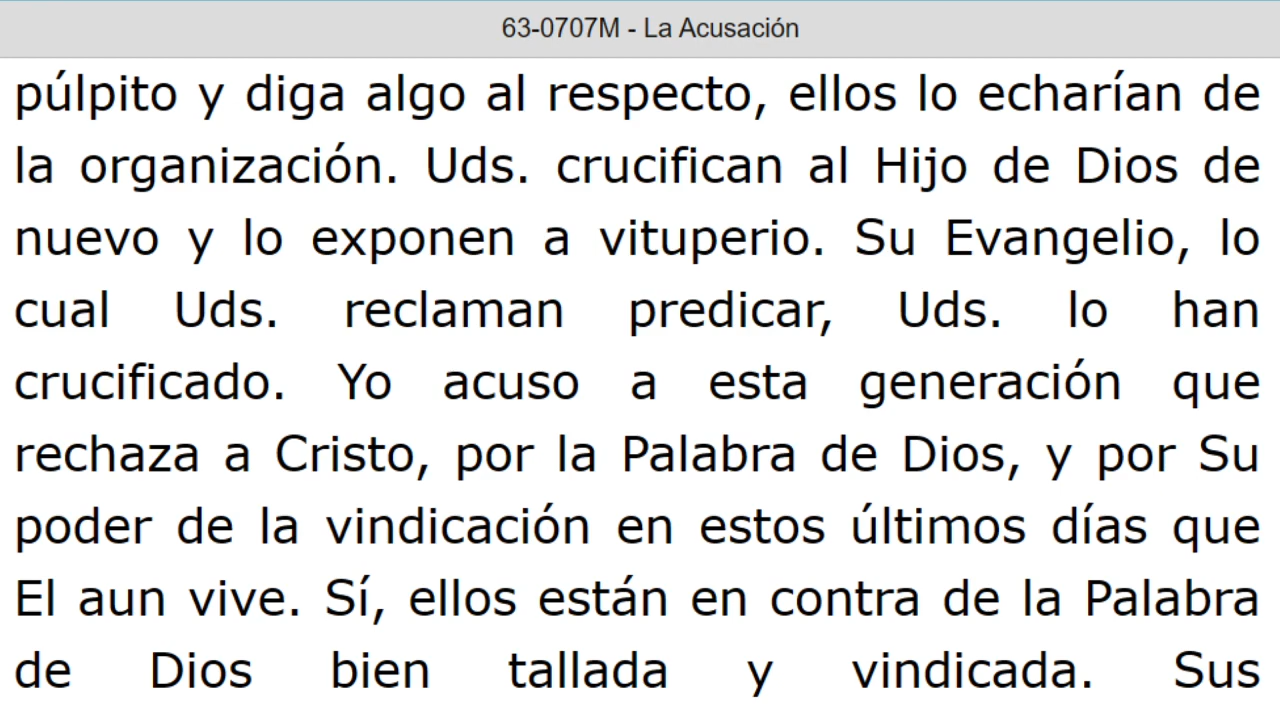 63-0707M - La Acusación
púlpito y diga algo al respecto, ellos lo echarían de
la organización. Uds. crucifican al Hijo de Dios de
nuevo y lo exponen a vituperio. Su Evangelio, lo
cual Uds. reclaman predicar, Uds. lo han
crucificado. Yo acuso a esta generación que
rechaza a Cristo, por la Palabra de Dios, y por Su
poder de la vindicación en estos últimos días que
El aun vive. Sí, ellos están en contra de la Palabra
de Dios bien tallada y vindicada. Sus